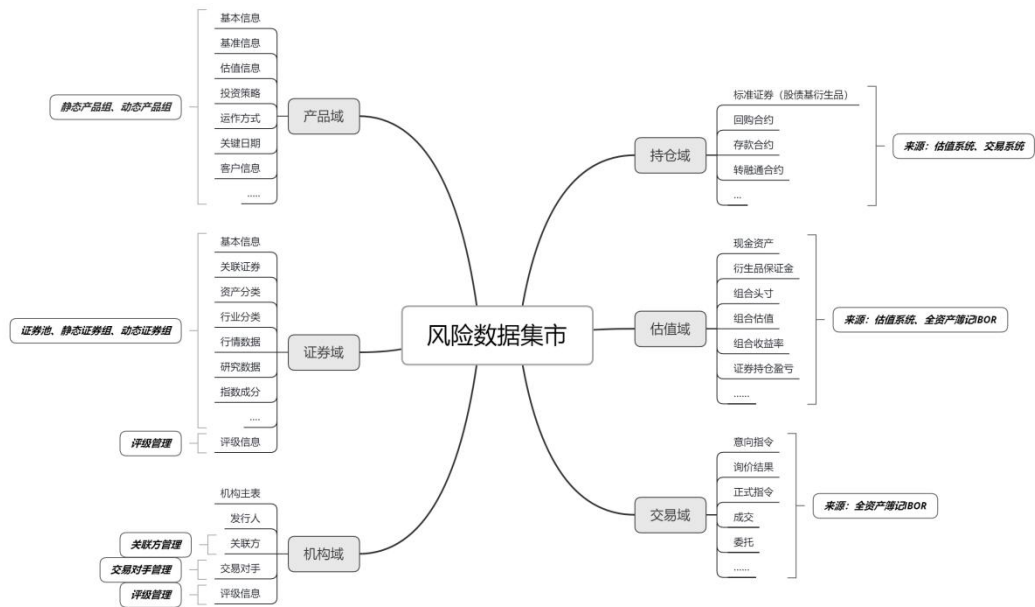 风险数据集市
产品域
基本信息
基准信息
估值信息
投资策略
运作方式
关键日期
客户信息
.....
静态产品组、动态产品组
证券域
基本信息
关联证券
资产分类
行业分类
行情数据
研究数据
指数成分
....
证券池、静态证券组、动态证券组
评级信息
评级管理
机构域
机构主表
发行人
关联方
关联方管理
交易对手
交易对手管理
评级信息
评级管理
持仓域
标准证券（股债基衍生品）
回购合约
存款合约
转融通合约
...
来源：估值系统、交易系统
估值域
现金资产
衍生品保证金
组合头寸
组合估值
组合收益率
证券持仓盈亏
......
来源：估值系统、全资产簿记IBOR
交易域
意向指令
询价结果
正式指令
成交
委托
......
来源：全资产簿记IBOR